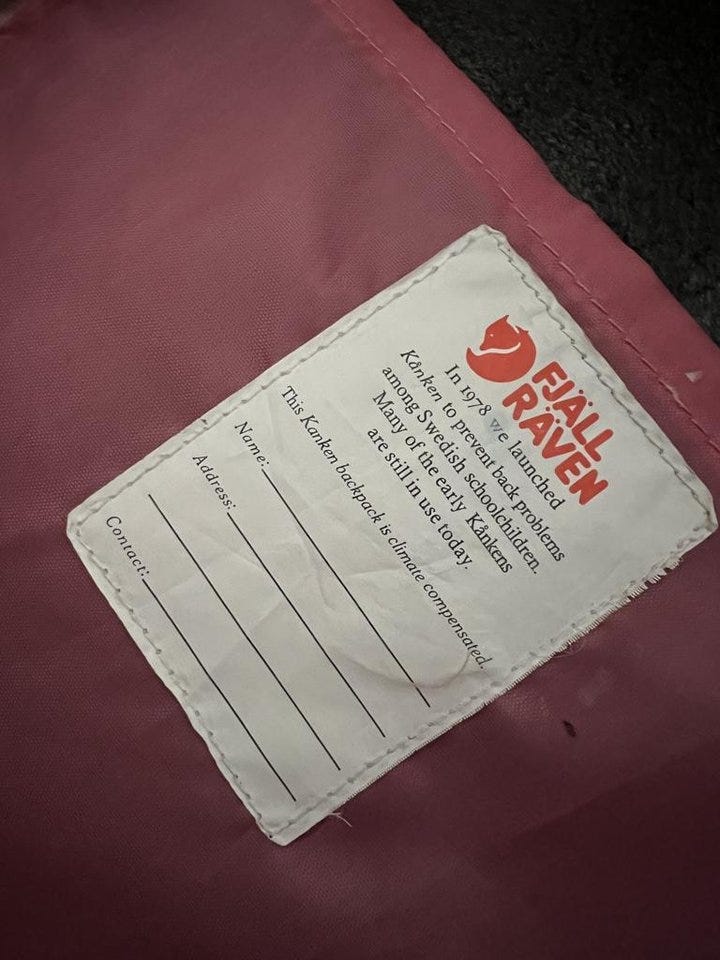 FJÄLL
RÄVEN
In 1978 we launched
Kånken to prevent back problems
among Swedish schoolchildren.
Many of the early Kånkens
are still in use today.
This Kanken backpack is climate compensated.
Name:
Address:
Contact: